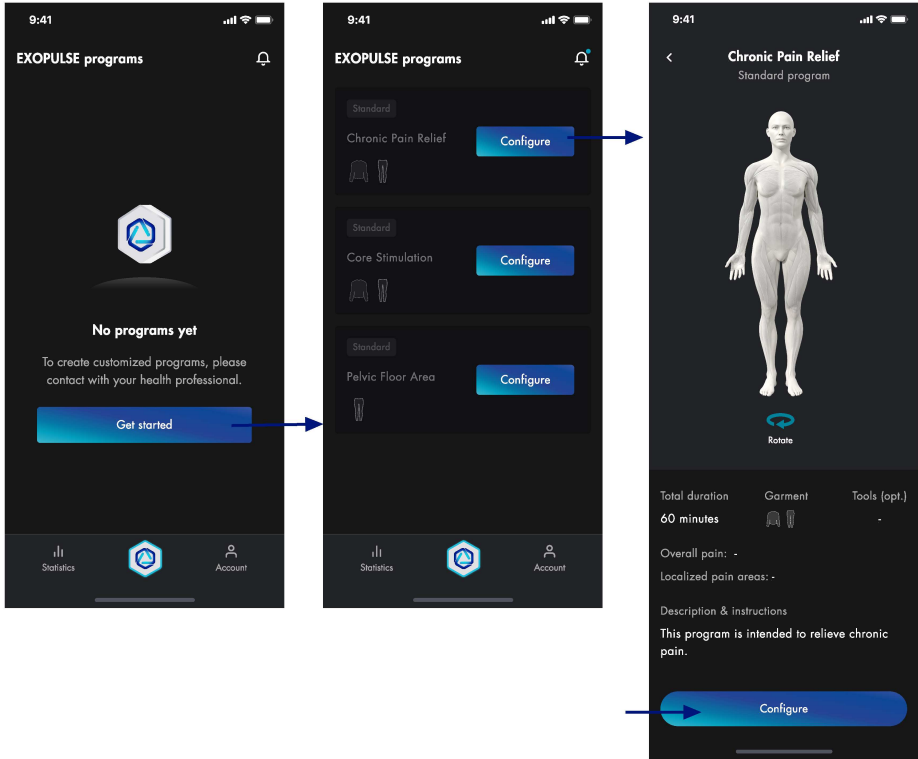 9:41
EXOPULSE programs
No programs yet
To create customized programs, please
contact with your health professional.
Get started
Statistics
Account
9:41
EXOPULSE programs
Standard
Chronic Pain Relief
Configure
Standard
Core Stimulation
Configure
Standard
Pelvic Floor Area
Configure
Statistics
Account
9:41
Chronic Pain Relief
Standard program
Rotate
Total duration Garment Tools (opt.)
60 minutes -
Overall pain: -
Localized pain areas: -
Description & instructions
This program is intended to relieve chronic
pain.
Configure